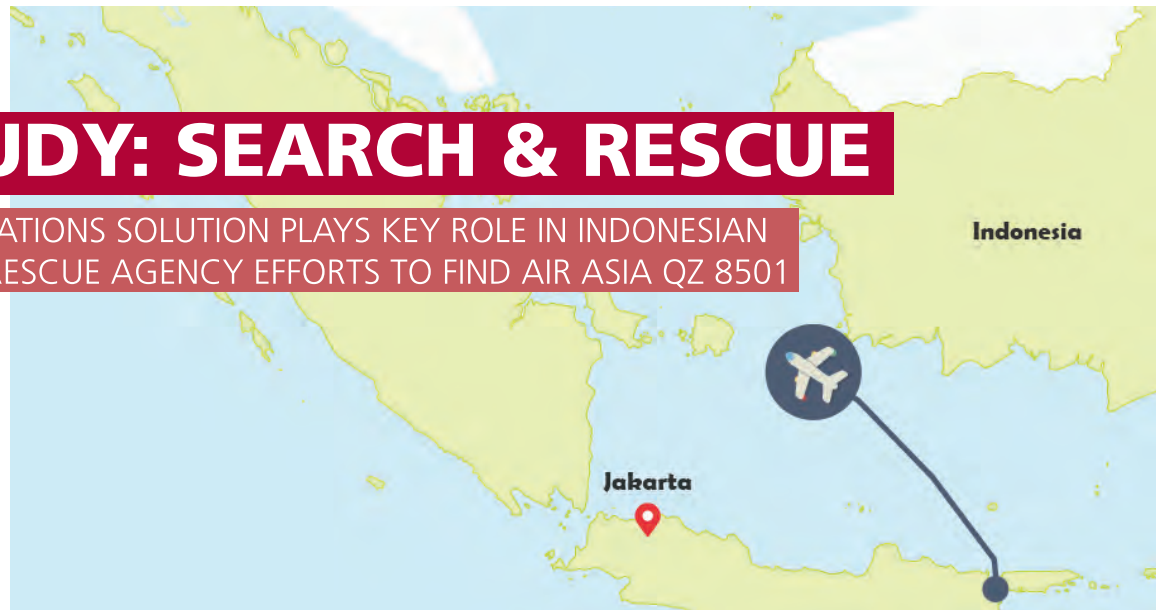 UDY: SEARCH & RESCUE
ATIONS SOLUTION PLAYS KEY ROLE IN INDONESIAN
RESCUE AGENCY EFFORTS TO FIND AIR ASIA QZ 8501
Indonesia
Jakarta